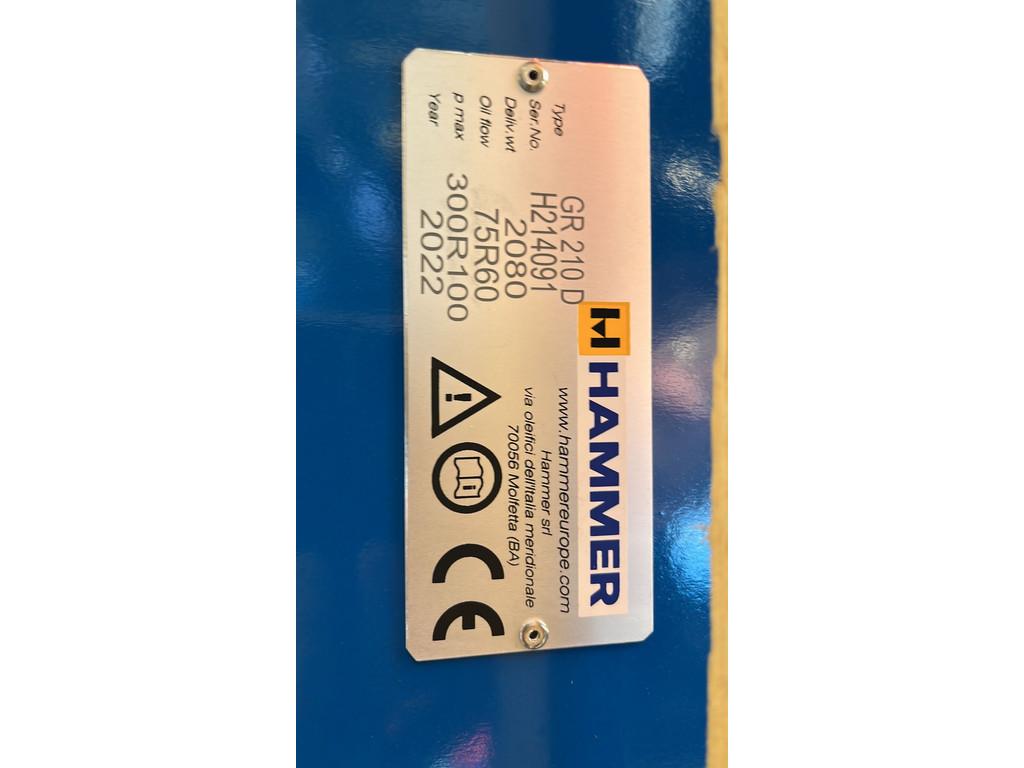 HAMMER
Type GR 210 D
Ser.No. H214091
Deliv.wt 2080
Oil flow 75R60
p max 300R100
Year 2022
www.hammereurope.com
Hammer srl
via oleifici dell'Italia meridionale
70056 Molfetta (BA)
CE